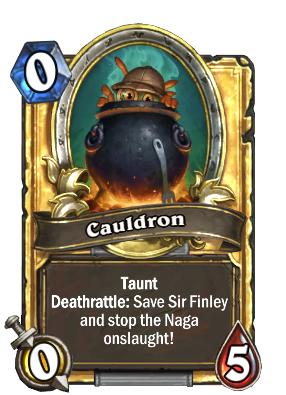 0
Cauldron
Taunt
Deathrattle: Save Sir Finley
and stop the Naga
onslaught!
0
5